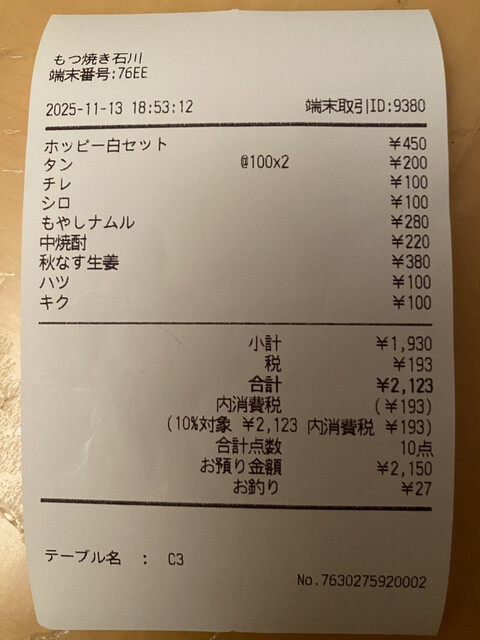 もつ焼き石川
端末番号:76EE
2025-11-13 18:53:12 端末取引ID:9380
ホッピー白セット ¥450
タン @100x2 ¥200
チレ ¥100
シロ ¥100
もやしナムル ¥280
中焼酎 ¥220
秋なす生姜 ¥380
ハツ ¥100
キク ¥100
小計 ¥1,930
税 ¥193
合計 ¥2,123
内消費税 (¥193)
(10%対象 ¥2,123 内消費税 ¥193)
合計点数 10点
お預り金額 ¥2,150
お釣り ¥27
テーブル名 : C3
No.7630275920002